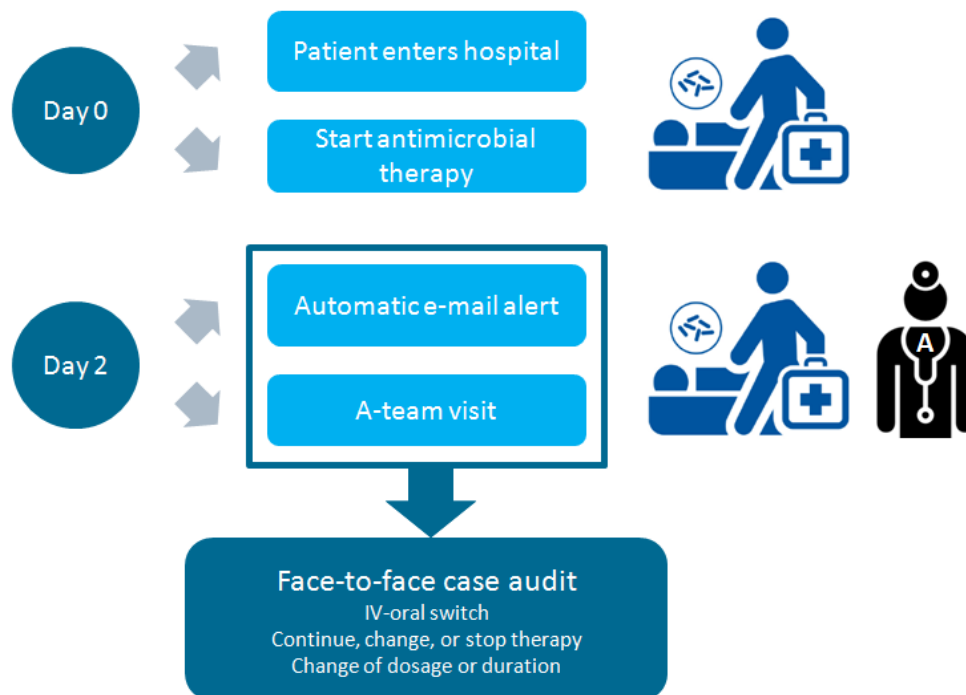 Day 0
Patient enters hospital
Start antimicrobial
therapy
Day 2
Automatic e-mail alert
A-team visit
A
Face-to-face case audit
IV-oral switch
Continue, change, or stop therapy
Change of dosage or duration